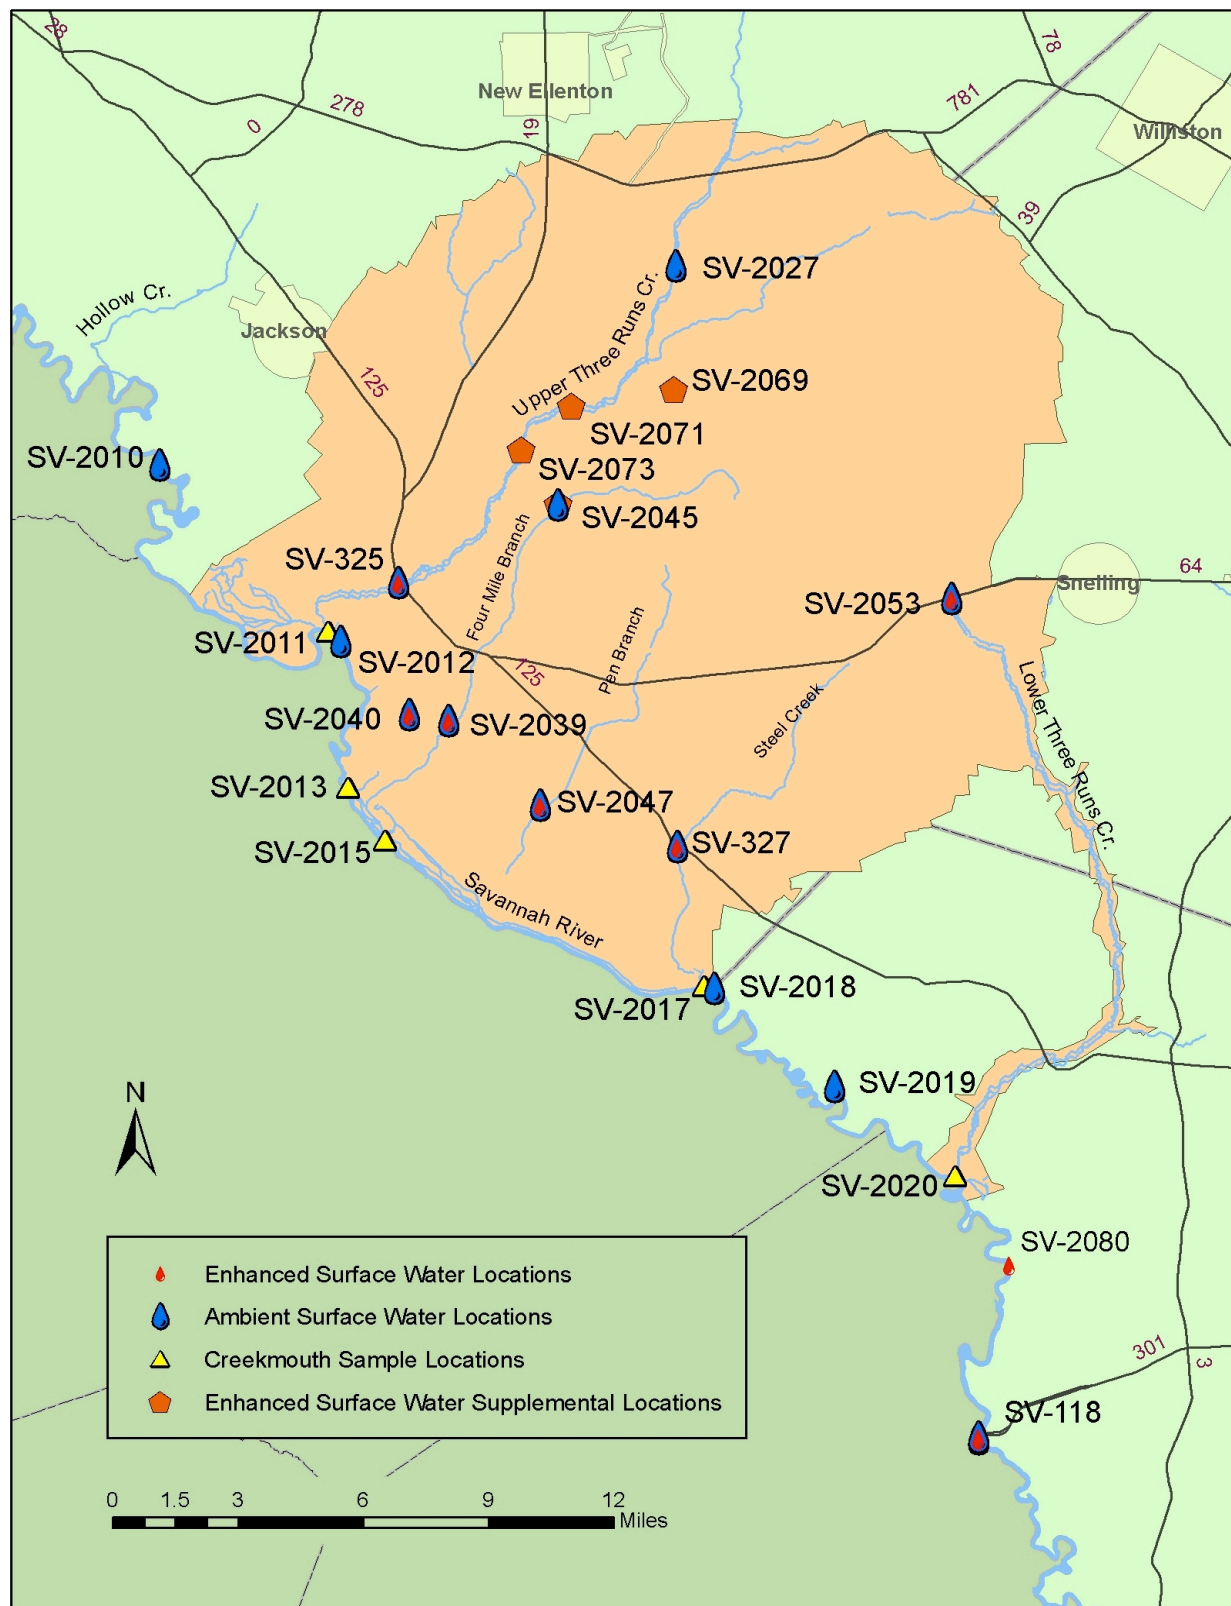 28
78
New Ellenton
278
781
0
19
Williston
39
SV-2027
Hollow Cr.
Jackson
Upper Three Runs Cr.
125
SV-2069
SV-2071
SV-2010
SV-2073
SV-2045
SV-325
Four Mile Branch
64
Snelling
SV-2053
SV-2011
SV-2012
Pen Branch
125
SV-2040
SV-2039
Steel Creek
Lower Three Runs Cr.
SV-2013
SV-2047
SV-2015
SV-327
Savannah River
SV-2018
SV-2017
SV-2019
N
SV-2020
SV-2080
Enhanced Surface Water Locations
Ambient Surface Water Locations
Creekmouth Sample Locations
Enhanced Surface Water Supplemental Locations
301
3
SV-118
0 1.5 3 6 9 12
Miles